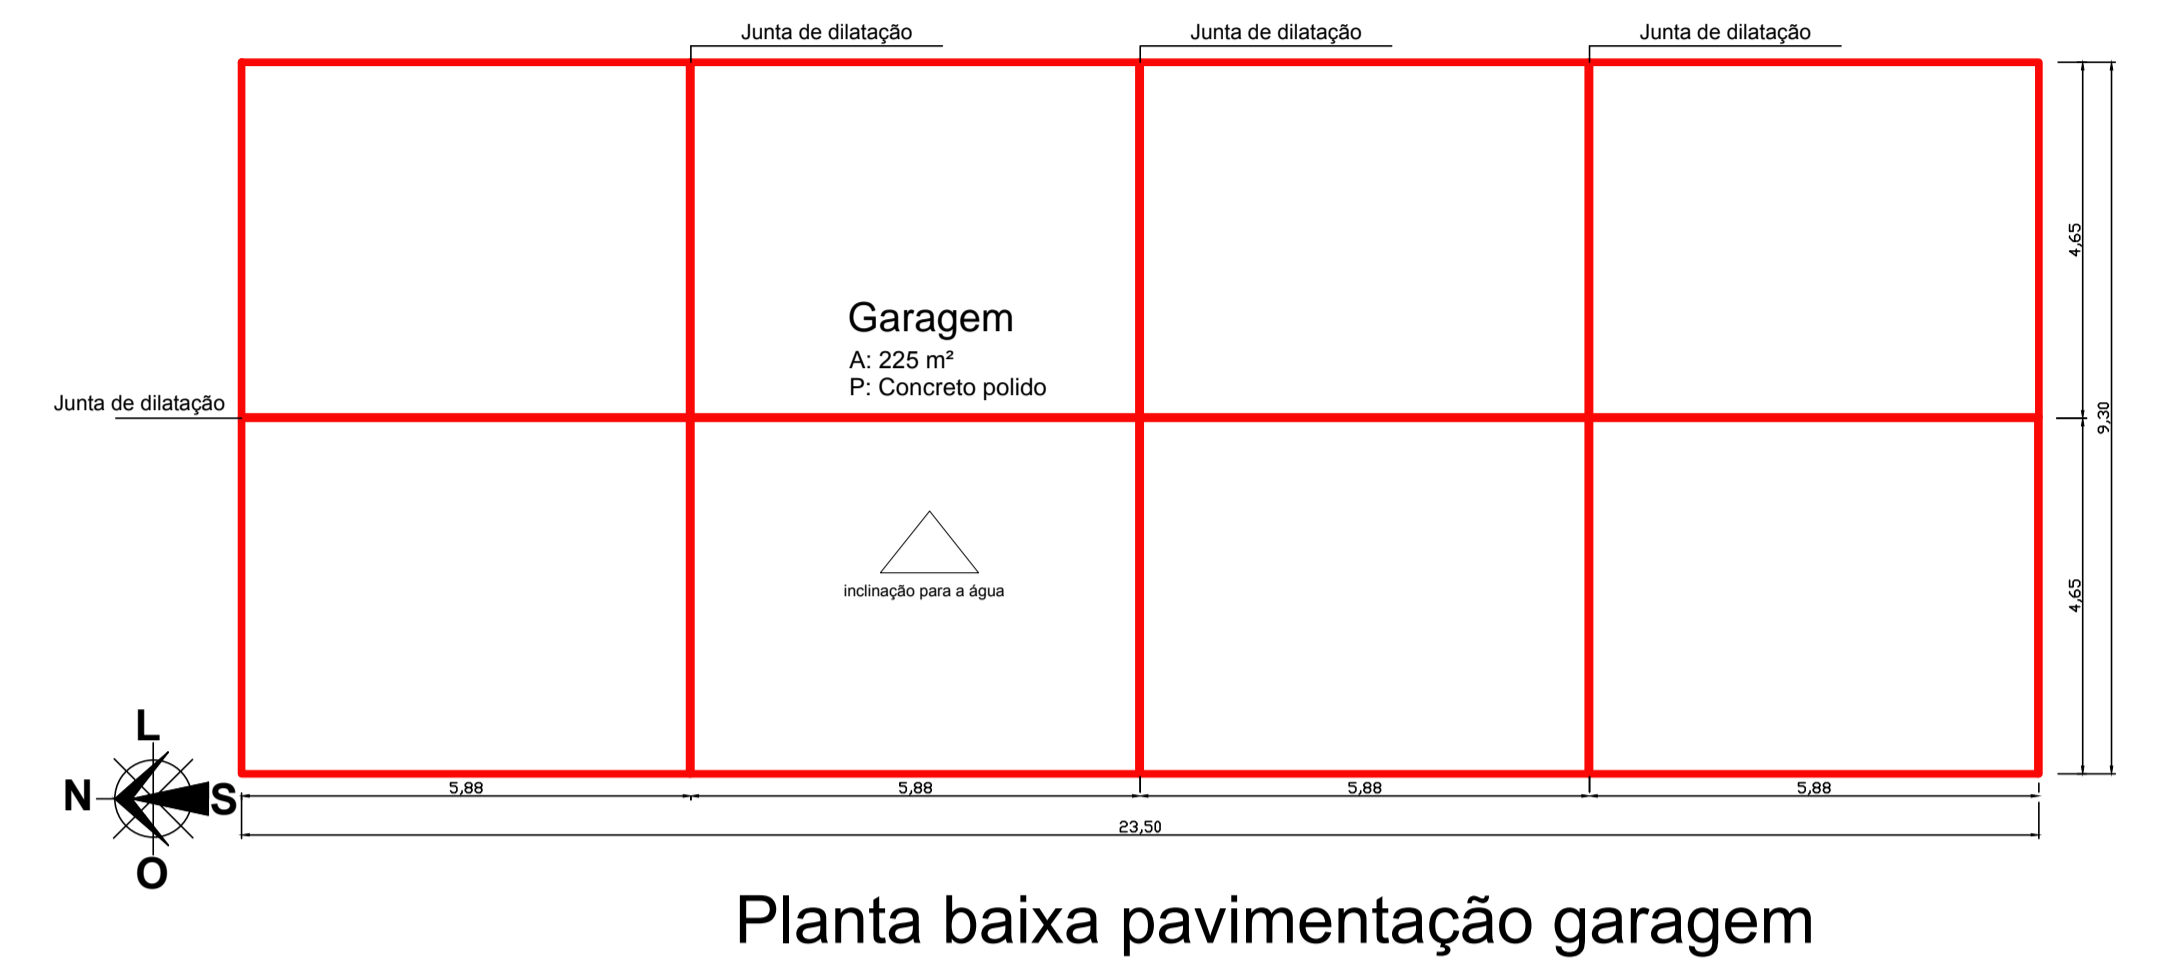 Junta de dilatação
Junta de dilatação
Junta de dilatação
4,65
Garagem
A: 225 m²
P: Concreto polido
Junta de dilatação
9,30
inclinação para a água
4,65
L
N
S
O
5,88
5,88
5,88
5,88
23,50
Planta baixa pavimentação garagem